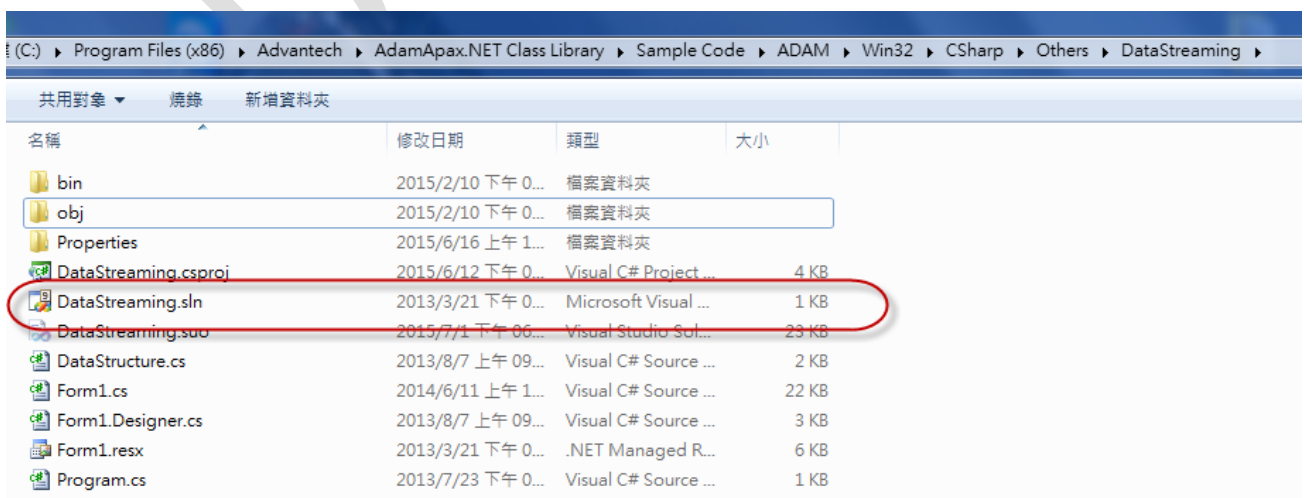 (C:) ▸ Program Files (x86) ▸ Advantech ▸ AdamApax.NET Class Library ▸ Sample Code ▸ ADAM ▸ Win32 ▸ CSharp ▸ Others ▸ DataStreaming ▸
共用對象 ▼ 燒錄 新增資料夾
名稱 修改日期 類型 大小
bin 2015/2/10 下午 0... 檔案資料夾
obj 2015/2/10 下午 0... 檔案資料夾
Properties 2015/6/16 上午 1... 檔案資料夾
DataStreaming.csproj 2015/6/12 下午 0... Visual C# Project ... 4 KB
DataStreaming.sln 2013/3/21 下午 0... Microsoft Visual ... 1 KB
DataStreaming.suo 2015/7/1 下午 06... Visual Studio Sol... 23 KB
DataStructure.cs 2013/8/7 上午 09... Visual C# Source ... 2 KB
Form1.cs 2014/6/11 上午 1... Visual C# Source ... 22 KB
Form1.Designer.cs 2013/8/7 上午 09... Visual C# Source ... 3 KB
Form1.resx 2013/3/21 下午 0... .NET Managed R... 6 KB
Program.cs 2013/7/23 下午 0... Visual C# Source ... 1 KB